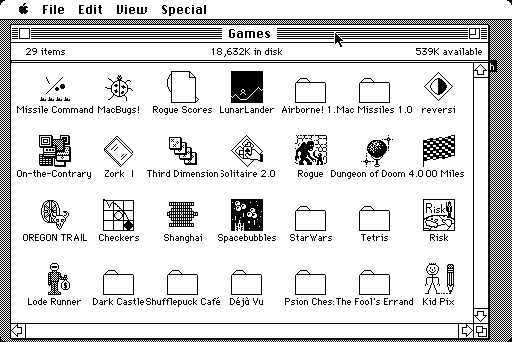 File Edit View Special
Games
29 items 18,632K in disk 539K available
Missile Command MacBugs! Rogue Scores LunarLander Airborne! 1. Mac Missiles 1.0 reversi
On-the-Contrary Zork I Third Dimension Solitaire 2.0 Rogue Dungeon of Doom 4.0 00 Miles
OREGON TRAIL Checkers Shanghai Spacebubbles StarWars Tetris Risk
Risk
Lode Runner Dark Castle Shufflepuck Café Déjà Vu Psion Ches: The Fool's Errand Kid Pix